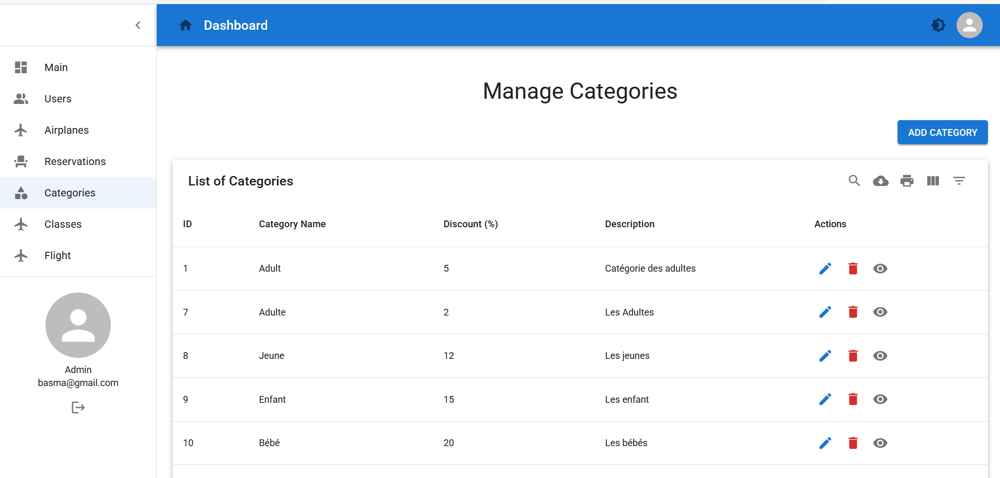 Dashboard
Main
Users
Airplanes
Reservations
Categories
Classes
Flight
Admin
basma@gmail.com
Manage Categories
ADD CATEGORY
List of Categories
ID Category Name Discount (%) Description Actions
1 Adult 5 Catégorie des adultes
7 Adulte 2 Les Adultes
8 Jeune 12 Les jeunes
9 Enfant 15 Les enfant
10 Bébé 20 Les bébés